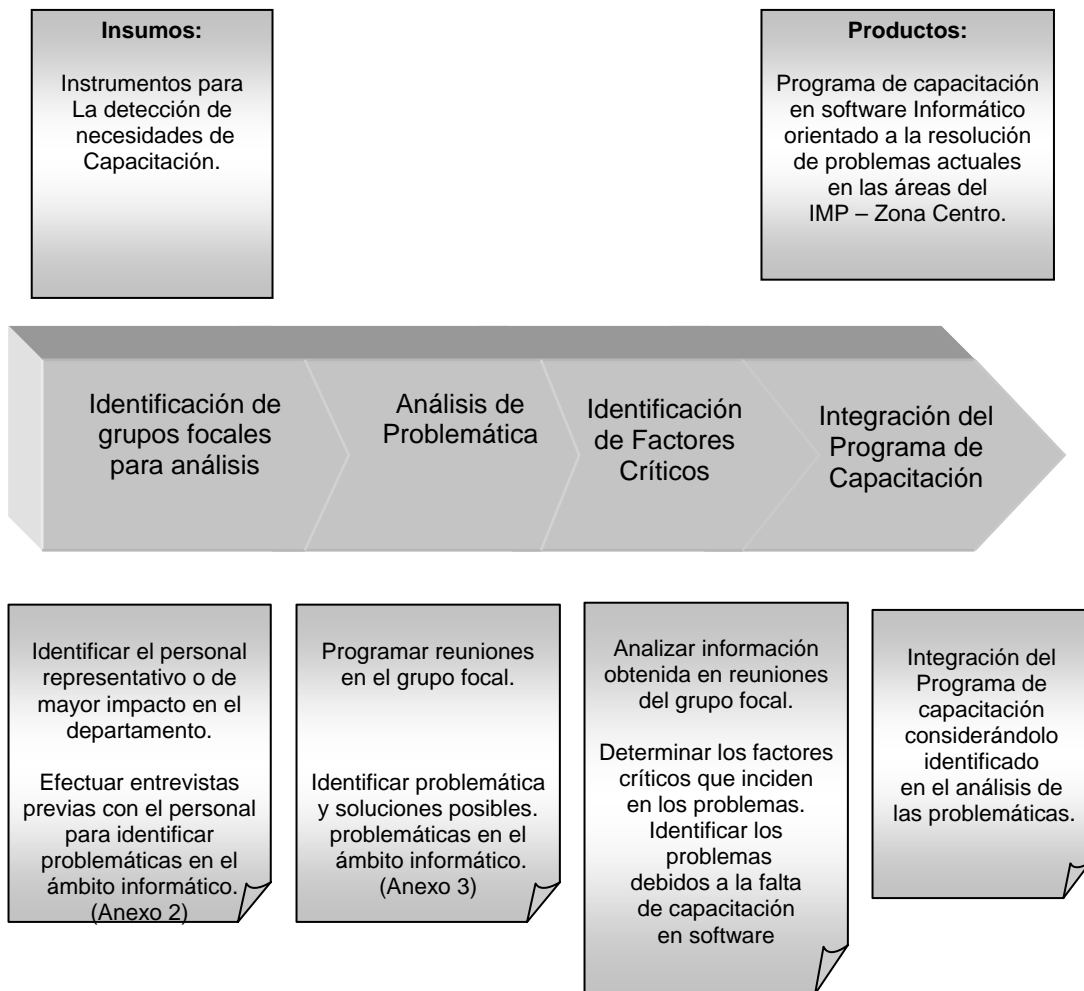 Insumos:
Instrumentos para
La detección de
necesidades de
Capacitación.
Productos:
Programa de capacitación
en software Informático
orientado a la resolución
de problemas actuales
en las áreas del
IMP – Zona Centro.
Identificación de
grupos focales
para análisis
Análisis de
Problemática
Identificación
de Factores
Críticos
Integración del
Programa de
Capacitación
Identificar el personal
representativo o de
mayor impacto en el
departamento.
Efectuar entrevistas
previas con el personal
para identificar
problemáticas en el
ámbito informático.
(Anexo 2)
Programar reuniones
en el grupo focal.
Identificar problemática
y soluciones posibles.
problemáticas en el
ámbito informático.
(Anexo 3)
Analizar información
obtenida en reuniones
del grupo focal.
Determinar los factores
críticos que inciden
en los problemas.
Identificar los
problemas
debidos a la falta
de capacitación
en software
Integración del
Programa de
capacitación
considerándolo
identificado
en el análisis de
las problemáticas.